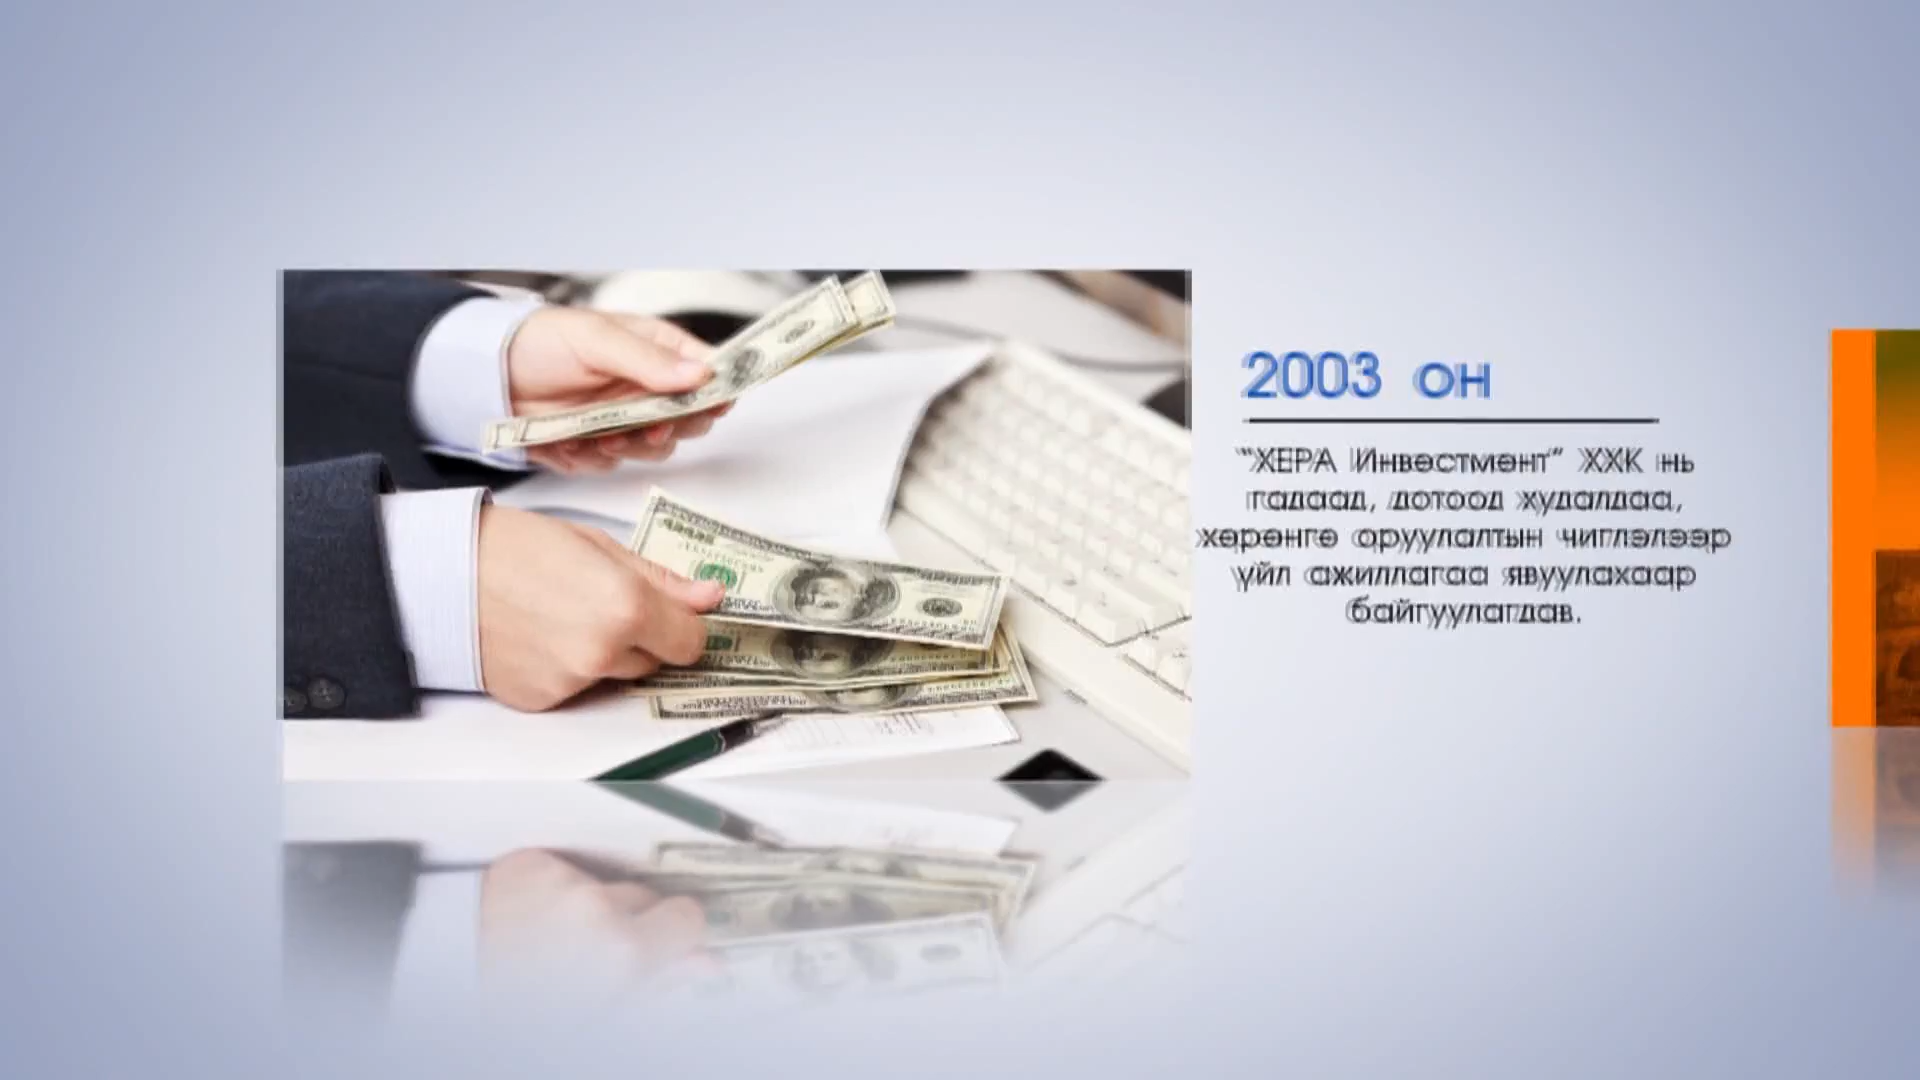 2003 он
“ХЕРА Инвестмент” ХХК нь
гадаад, дотоод худалдаа,
хөрөнгө оруулалтын чиглэлээр
үйл ажиллагаа явуулахаар
байгуулагдав.